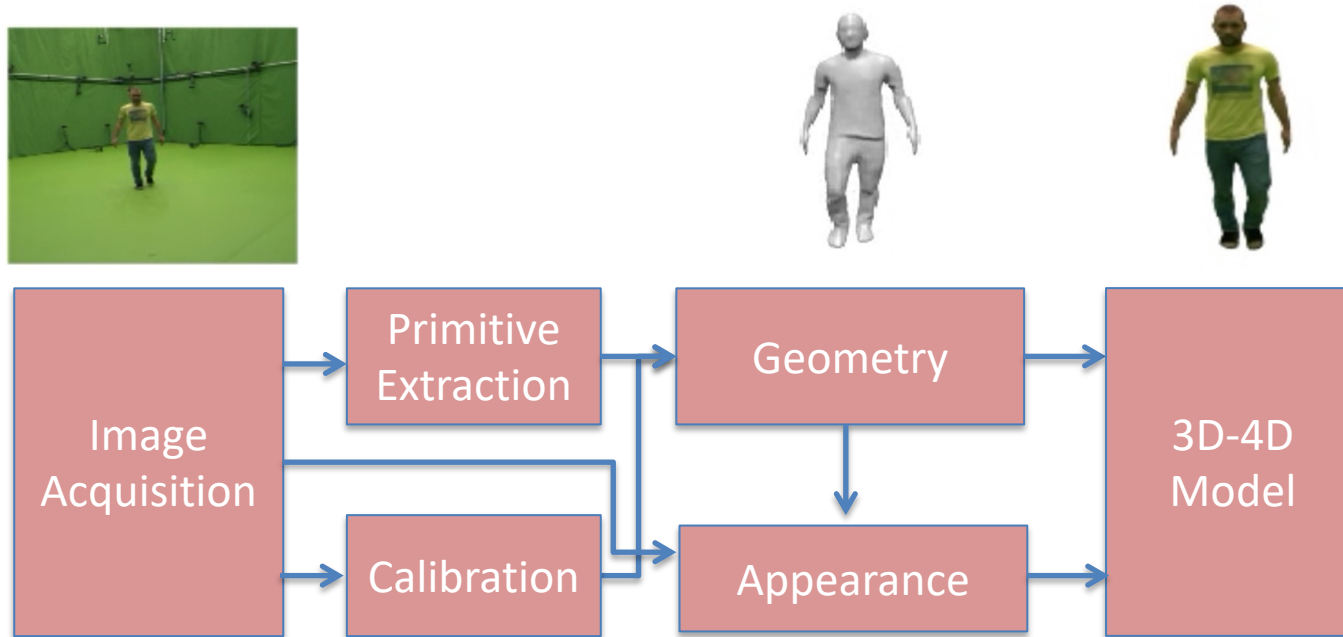 Image
Acquisition
Primitive
Extraction
Calibration
Geometry
Appearance
3D-4D
Model